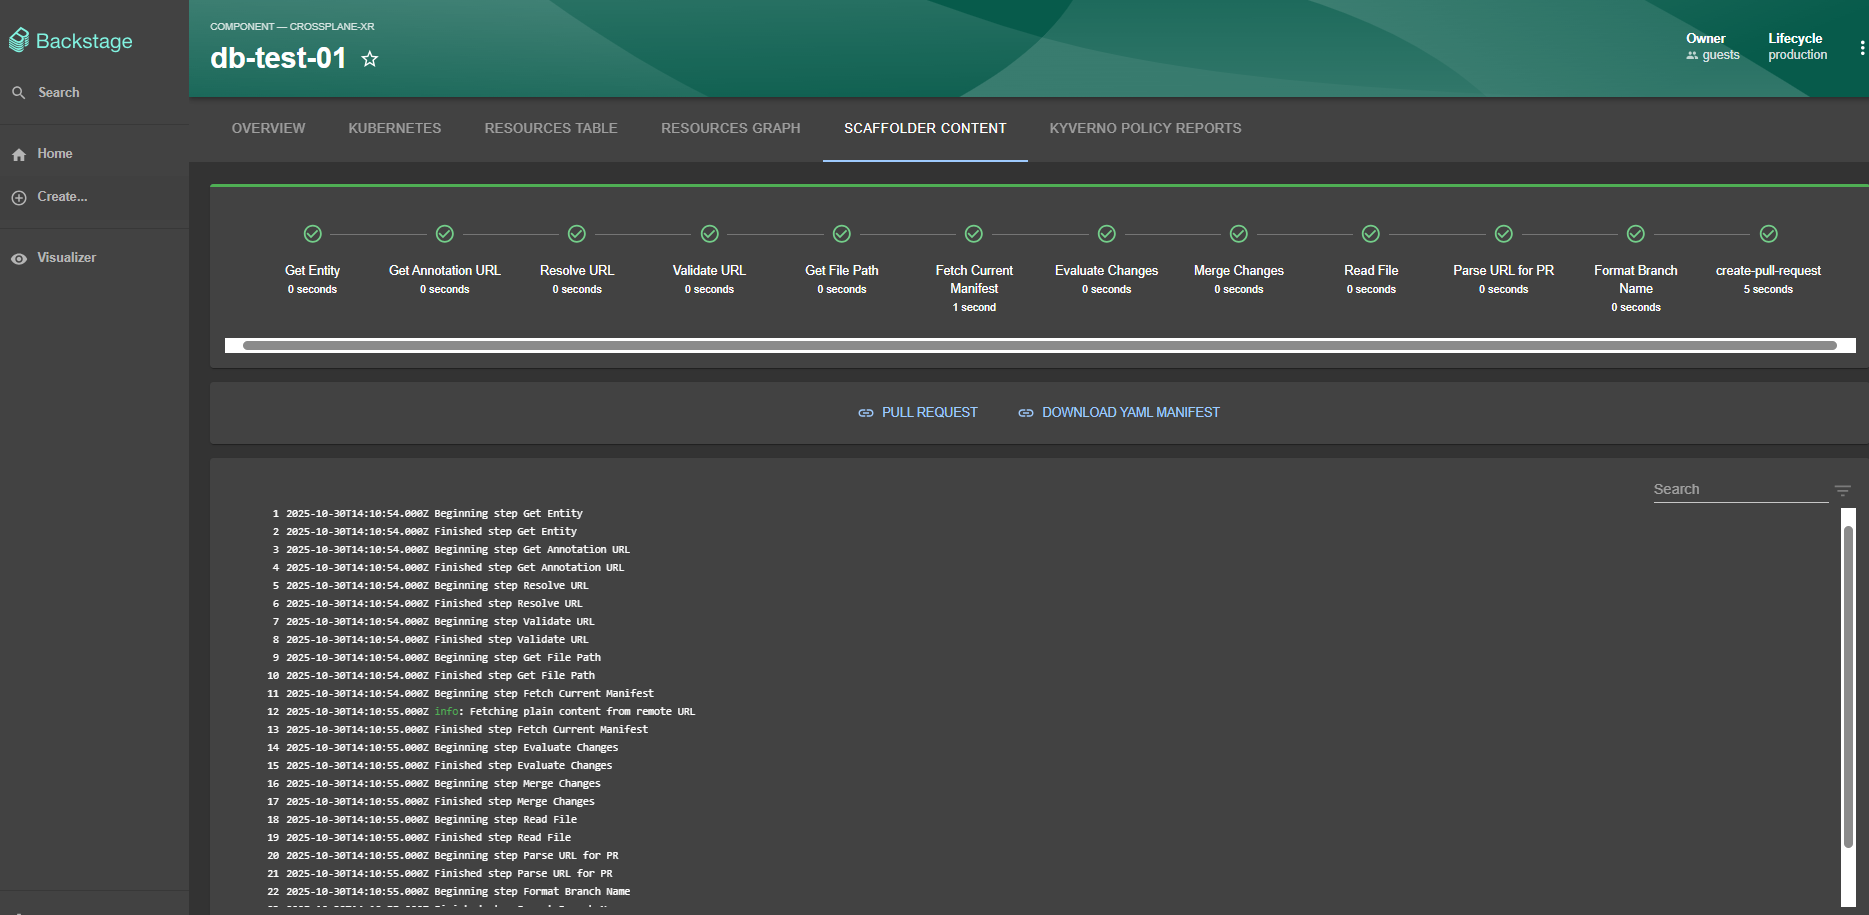 Backstage
Search
Home
Create...
Visualizer
COMPONENT — CROSSPLANE-XR
db-test-01
Owner
guests
Lifecycle
production
OVERVIEW
KUBERNETES
RESOURCES TABLE
RESOURCES GRAPH
SCAFFOLDER CONTENT
KYVERNO POLICY REPORTS
Get Entity
0 seconds
Get Annotation URL
0 seconds
Resolve URL
0 seconds
Validate URL
0 seconds
Get File Path
0 seconds
Fetch Current
Manifest
1 second
Evaluate Changes
0 seconds
Merge Changes
0 seconds
Read File
0 seconds
Parse URL for PR
0 seconds
Format Branch
Name
0 seconds
create-pull-request
5 seconds
PULL REQUEST
DOWNLOAD YAML MANIFEST
Search
1 2025-10-30T14:10:54.000Z Beginning step Get Entity
2 2025-10-30T14:10:54.000Z Finished step Get Entity
3 2025-10-30T14:10:54.000Z Beginning step Get Annotation URL
4 2025-10-30T14:10:54.000Z Finished step Get Annotation URL
5 2025-10-30T14:10:54.000Z Beginning step Resolve URL
6 2025-10-30T14:10:54.000Z Finished step Resolve URL
7 2025-10-30T14:10:54.000Z Beginning step Validate URL
8 2025-10-30T14:10:54.000Z Finished step Validate URL
9 2025-10-30T14:10:54.000Z Beginning step Get File Path
10 2025-10-30T14:10:54.000Z Finished step Get File Path
11 2025-10-30T14:10:54.000Z Beginning step Fetch Current Manifest
12 2025-10-30T14:10:55.000Z info: Fetching plain content from remote URL
13 2025-10-30T14:10:55.000Z Finished step Fetch Current Manifest
14 2025-10-30T14:10:55.000Z Beginning step Evaluate Changes
15 2025-10-30T14:10:55.000Z Finished step Evaluate Changes
16 2025-10-30T14:10:55.000Z Beginning step Merge Changes
17 2025-10-30T14:10:55.000Z Finished step Merge Changes
18 2025-10-30T14:10:55.000Z Beginning step Read File
19 2025-10-30T14:10:55.000Z Finished step Read File
20 2025-10-30T14:10:55.000Z Beginning step Parse URL for PR
21 2025-10-30T14:10:55.000Z Finished step Parse URL for PR
22 2025-10-30T14:10:55.000Z Beginning step Format Branch Name